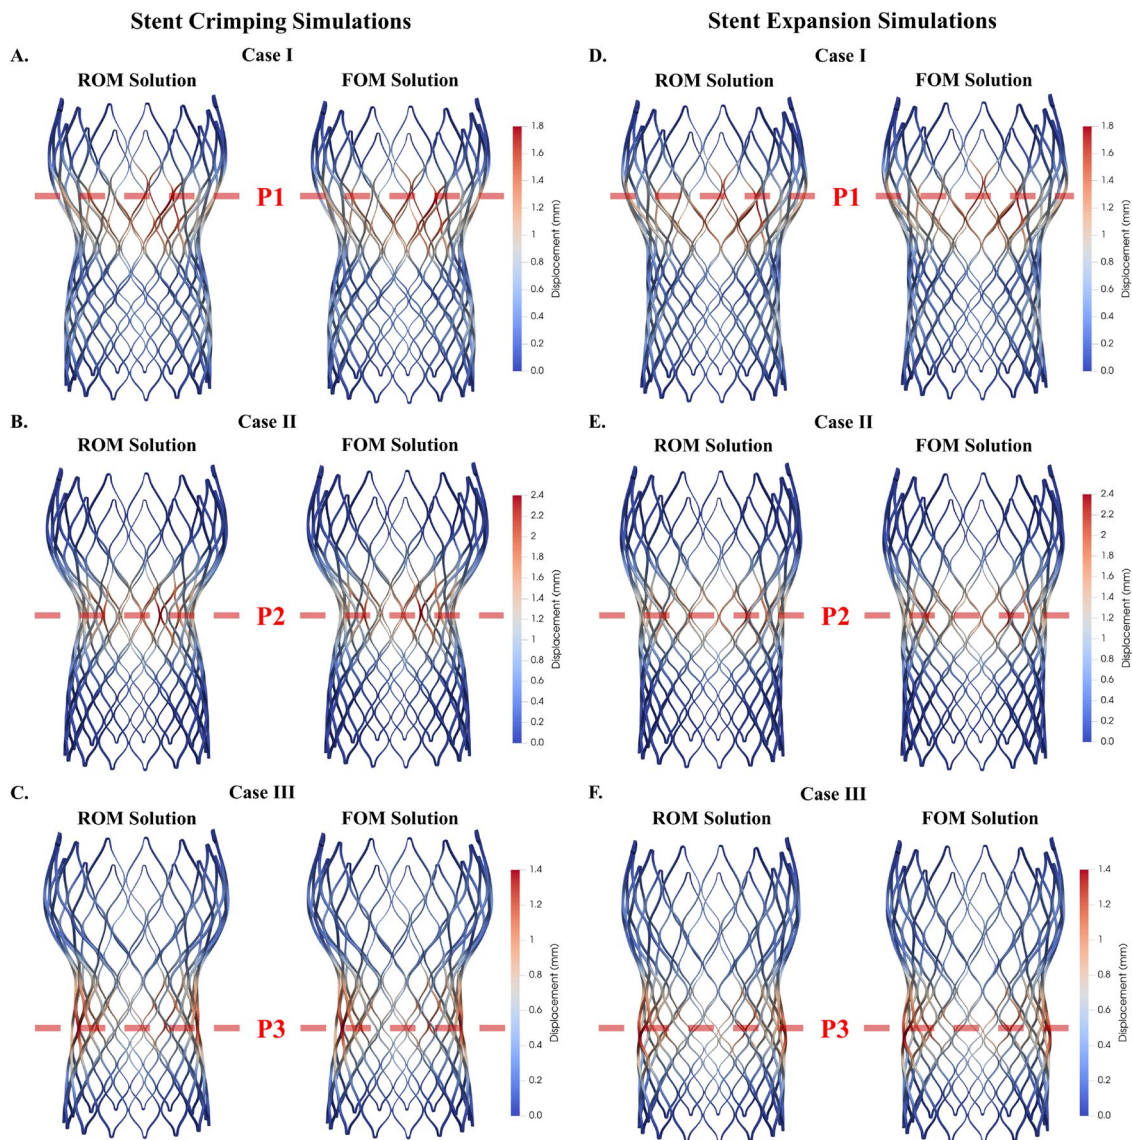 Stent Crimping Simulations
Stent Expansion Simulations
A.
Case I
ROM Solution
FOM Solution
P1
1.8
1.6
1.4
1.2
1
0.8
0.6
0.4
0.2
0.0
Displacement (mm)
D.
Case I
ROM Solution
FOM Solution
P1
1.8
1.6
1.4
1.2
1
0.8
0.6
0.4
0.2
0.0
Displacement (mm)
B.
Case II
ROM Solution
FOM Solution
P2
2.4
2.2
2
1.8
1.6
1.4
1.2
1
0.8
0.6
0.4
0.2
0.0
Displacement (mm)
E.
Case II
ROM Solution
FOM Solution
P2
2.4
2.2
2
1.8
1.6
1.4
1.2
1
0.8
0.6
0.4
0.2
0.0
Displacement (mm)
C.
Case III
ROM Solution
FOM Solution
P3
1.4
1.2
1
0.8
0.6
0.4
0.2
0.0
Displacement (mm)
F.
Case III
ROM Solution
FOM Solution
P3
1.4
1.2
1
0.8
0.6
0.4
0.2
0.0
Displacement (mm)